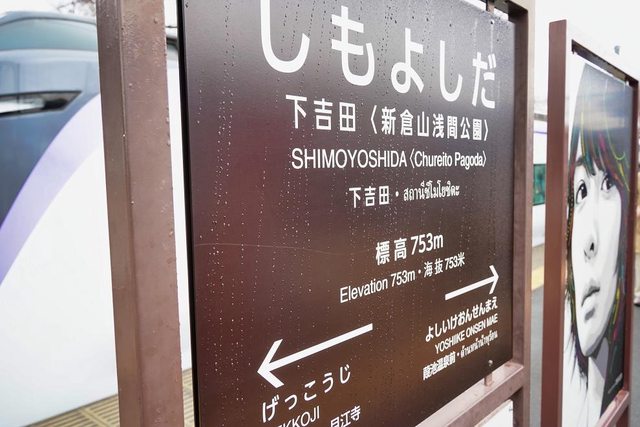 しもよしだ
下吉田〈新倉山浅間公園〉
SHIMOYOSHIDA〈Chureito Pagoda〉
下吉田・สถานีชิโมโยชิดะ
標高 753m
Elevation 753m・海拔 753米
よしいけおんせんまえ
YOSHIIKE ONSEN MAE
げっこうじ